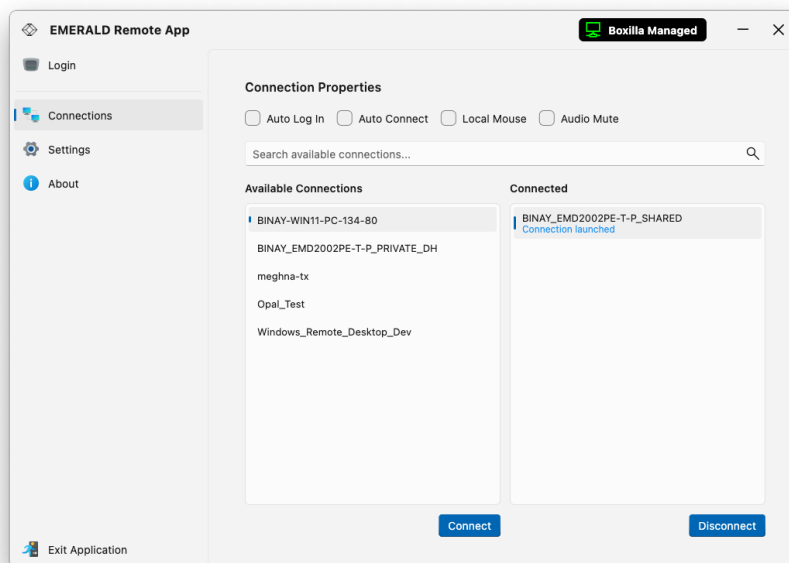 EMERALD Remote App
Boxilla Managed
Login
Connections
Settings
About
Exit Application
Connection Properties
Auto Log In
Auto Connect
Local Mouse
Audio Mute
Search available connections...
Available Connections
BINAY-WIN11-PC-134-80
BINAY_EMD2002PE-T-P_PRIVATE_DH
meghna-tx
Opal_Test
Windows_Remote_Desktop_Dev
Connect
Connected
BINAY_EMD2002PE-T-P_SHARED
Connection launched
Disconnect